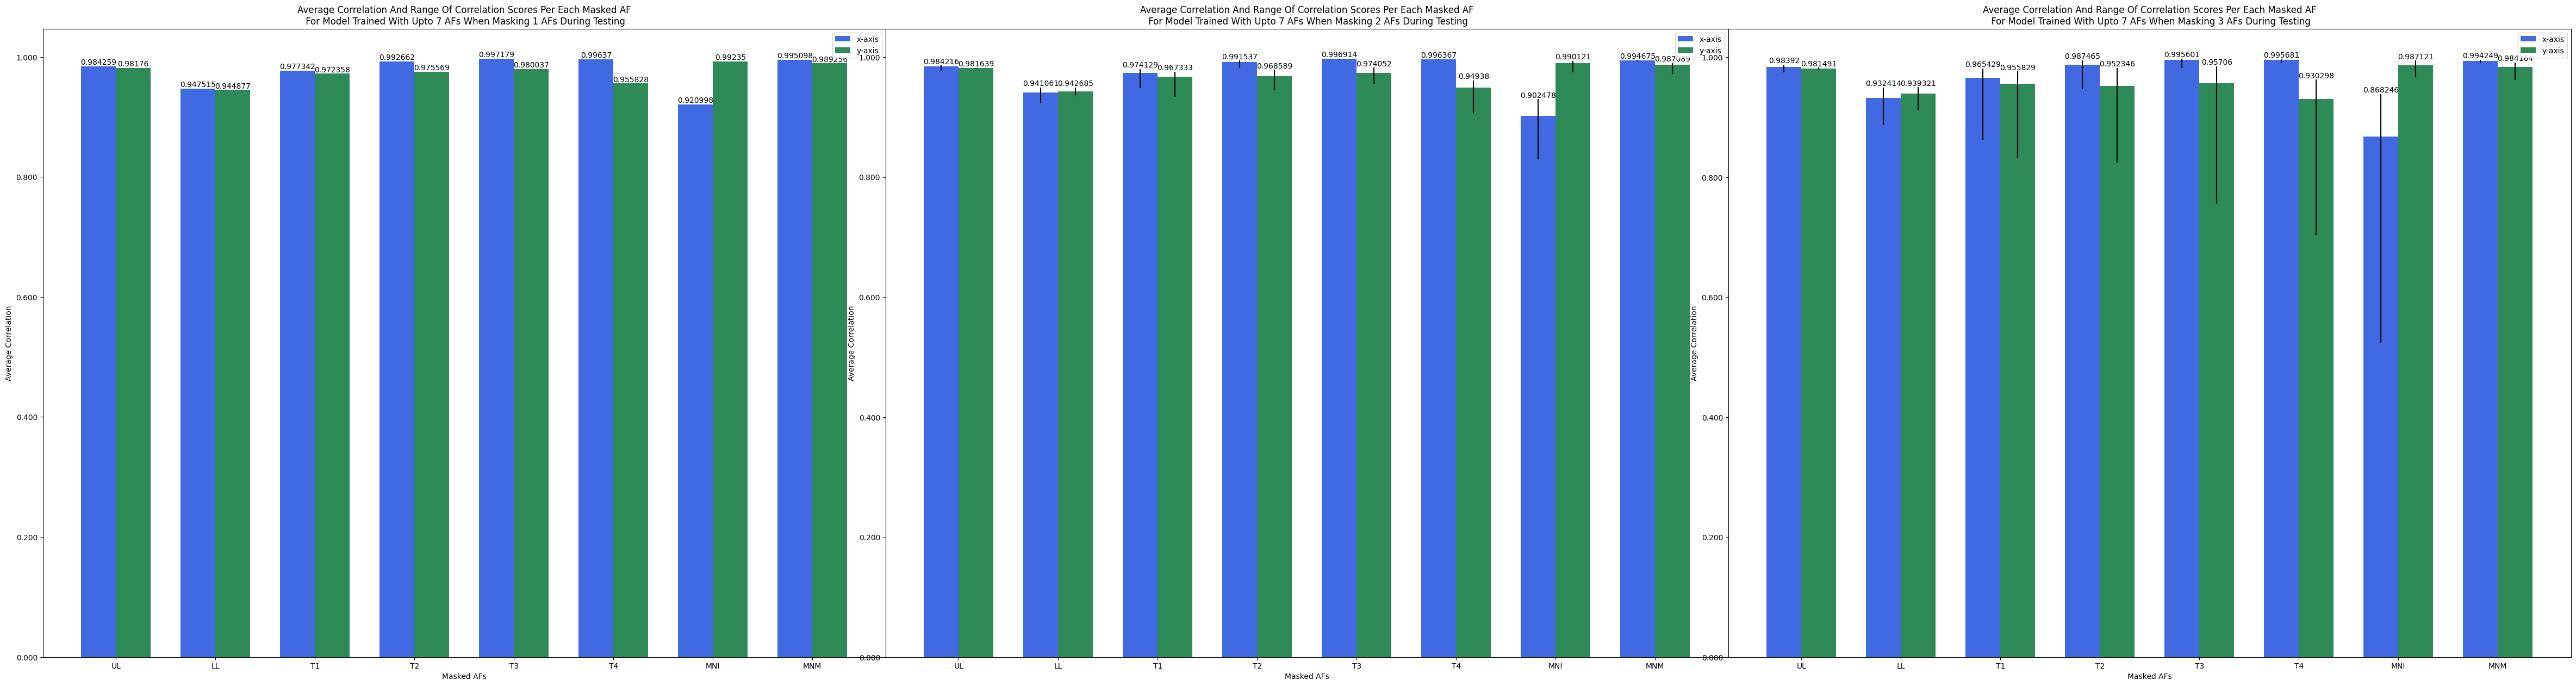 Average Correlation And Range Of Correlation Scores Per Each Masked AF
For Model Trained With Upto 7 AFs When Masking 1 AFs During Testing
x-axis
y-axis
1.000
0.800
0.600
0.400
0.200
0.000
Average Correlation
0.984259
0.98176
0.947515
0.944877
0.977342
0.972358
0.992662
0.975569
0.997179
0.980037
0.99637
0.955828
0.920998
0.99235
0.995098
0.989256
UL
LL
T1
T2
T3
T4
MNI
MNM
Masked AFs
Average Correlation And Range Of Correlation Scores Per Each Masked AF
For Model Trained With Upto 7 AFs When Masking 2 AFs During Testing
x-axis
y-axis
1.000
0.800
0.600
0.400
0.200
0.000
Average Correlation
0.984216
0.981639
0.941061
0.942685
0.974129
0.967333
0.991537
0.968589
0.996914
0.974052
0.996367
0.94938
0.902478
0.990121
0.994675
UL
LL
T1
T2
T3
T4
MNI
MNM
Masked AFs
Average Correlation And Range Of Correlation Scores Per Each Masked AF
For Model Trained With Upto 7 AFs When Masking 3 AFs During Testing
x-axis
y-axis
1.000
0.800
0.600
0.400
0.200
0.000
Average Correlation
0.98392
0.981491
0.932414
0.939321
0.965429
0.955829
0.987465
0.952346
0.995601
0.95706
0.995681
0.930298
0.868246
0.987121
0.994249
UL
LL
T1
T2
T3
T4
MNI
MNM
Masked AFs